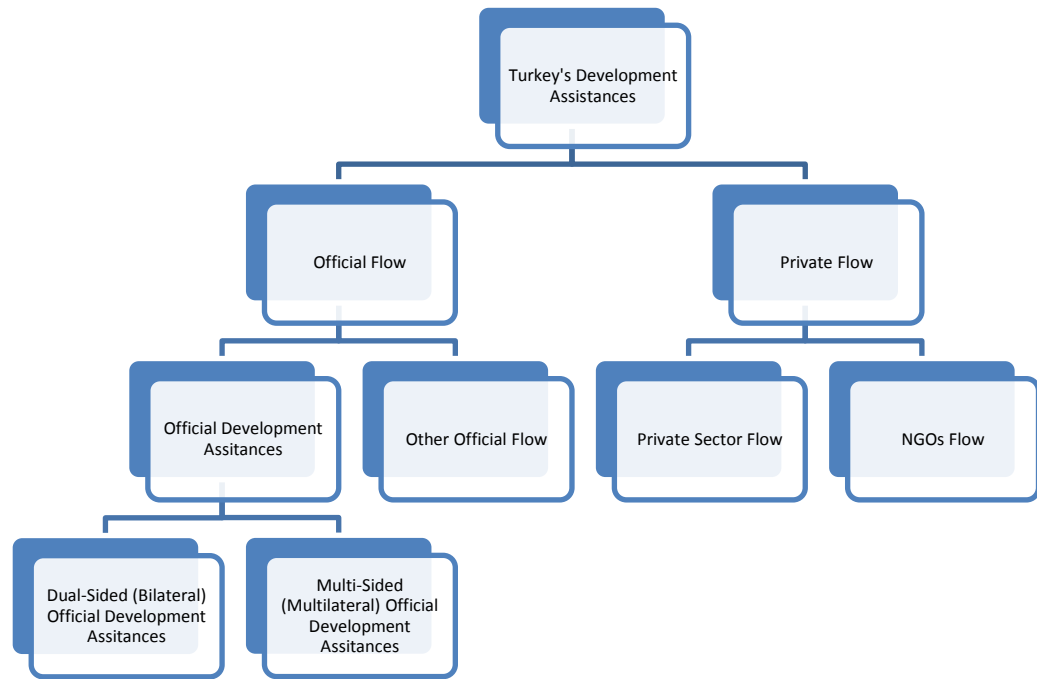 Turkey's Development
Assistances
Official Flow
Private Flow
Official Development
Assitances
Other Official Flow
Private Sector Flow
NGOs Flow
Dual-Sided (Bilateral)
Official Development
Assitances
Multi-Sided
(Multilateral) Official
Development
Assitances